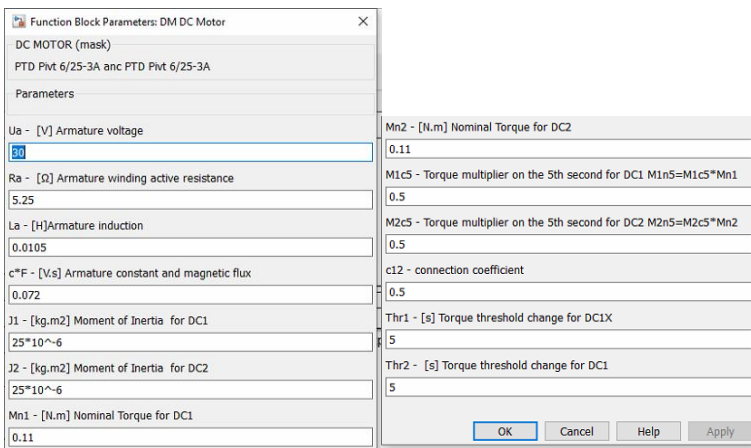 Function Block Parameters: DM DC Motor
DC MOTOR (mask)
PTD Pivt 6/25-3A anc PTD Pivt 6/25-3A
Parameters
Ua - [V] Armature voltage
30
Ra - [Ω] Armature winding active resistance
5.25
La - [H]Armature induction
0.0105
c*F - [V.s] Armature constant and magnetic flux
0.072
J1 - [kg.m2] Moment of Inertia for DC1
25*10^-6
J2 - [kg.m2] Moment of Inertia for DC2
25*10^-6
Mn1 - [N.m] Nominal Torque for DC1
0.11
Mn2 - [N.m] Nominal Torque for DC2
0.11
M1c5 - Torque multiplier on the 5th second for DC1 M1n5=M1c5*Mn1
0.5
M2c5 - Torque multiplier on the 5th second for DC2 M2n5=M2c5*Mn2
0.5
c12 - connection coefficient
0.5
Thr1 - [s] Torque threshold change for DC1X
5
Thr2 - [s] Torque threshold change for DC1
5
OK Cancel Help Apply